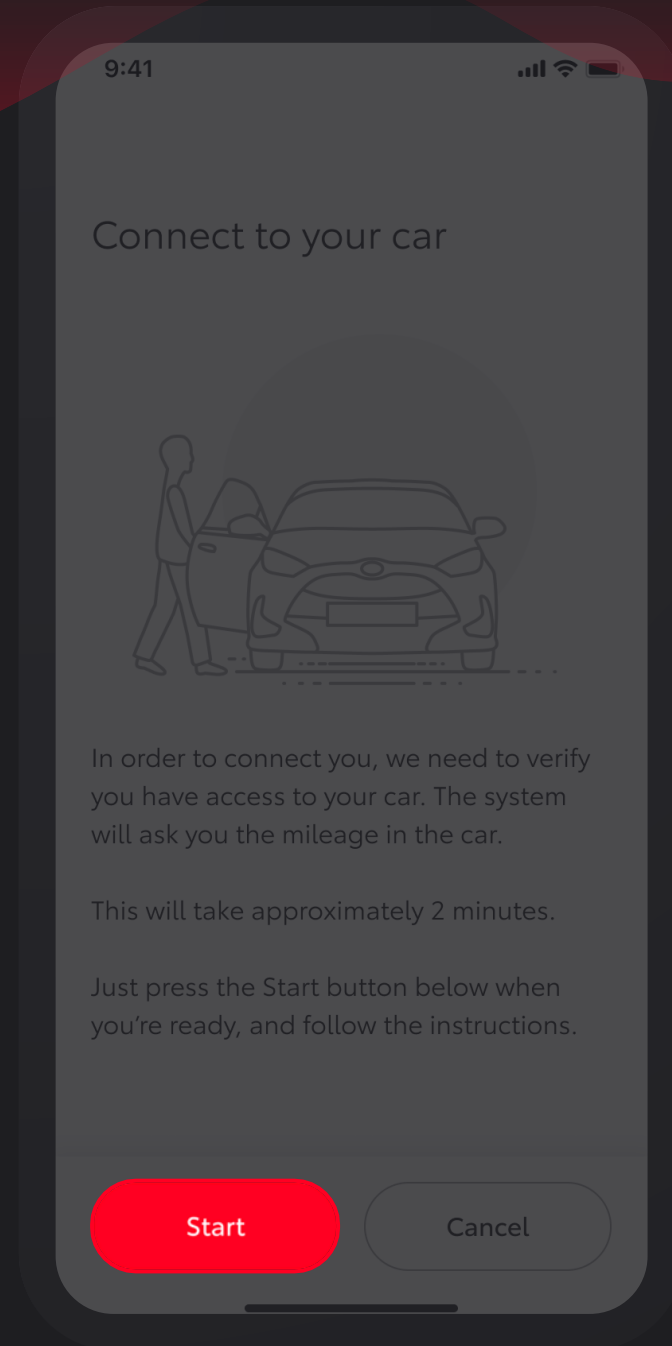 9:41
Connect to your car
In order to connect you, we need to verify
you have access to your car. The system
will ask you the mileage in the car.
This will take approximately 2 minutes.
Just press the Start button below when
you’re ready, and follow the instructions.
Start
Cancel